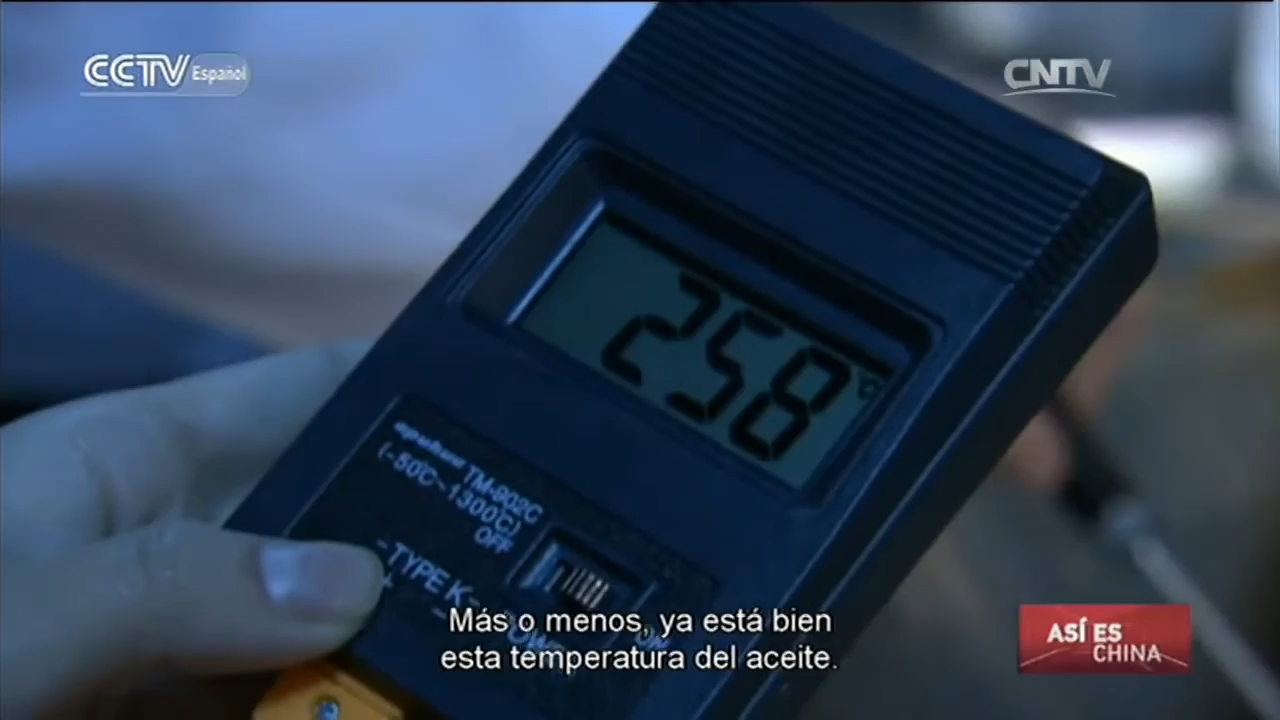 CCTV Español
CNTV
258
°C
TM-902C
(-50℃~1300℃)
OFF
TYPE K
Más o menos, ya está bien
esta temperatura del aceite.
ASÍ ES
CHINA